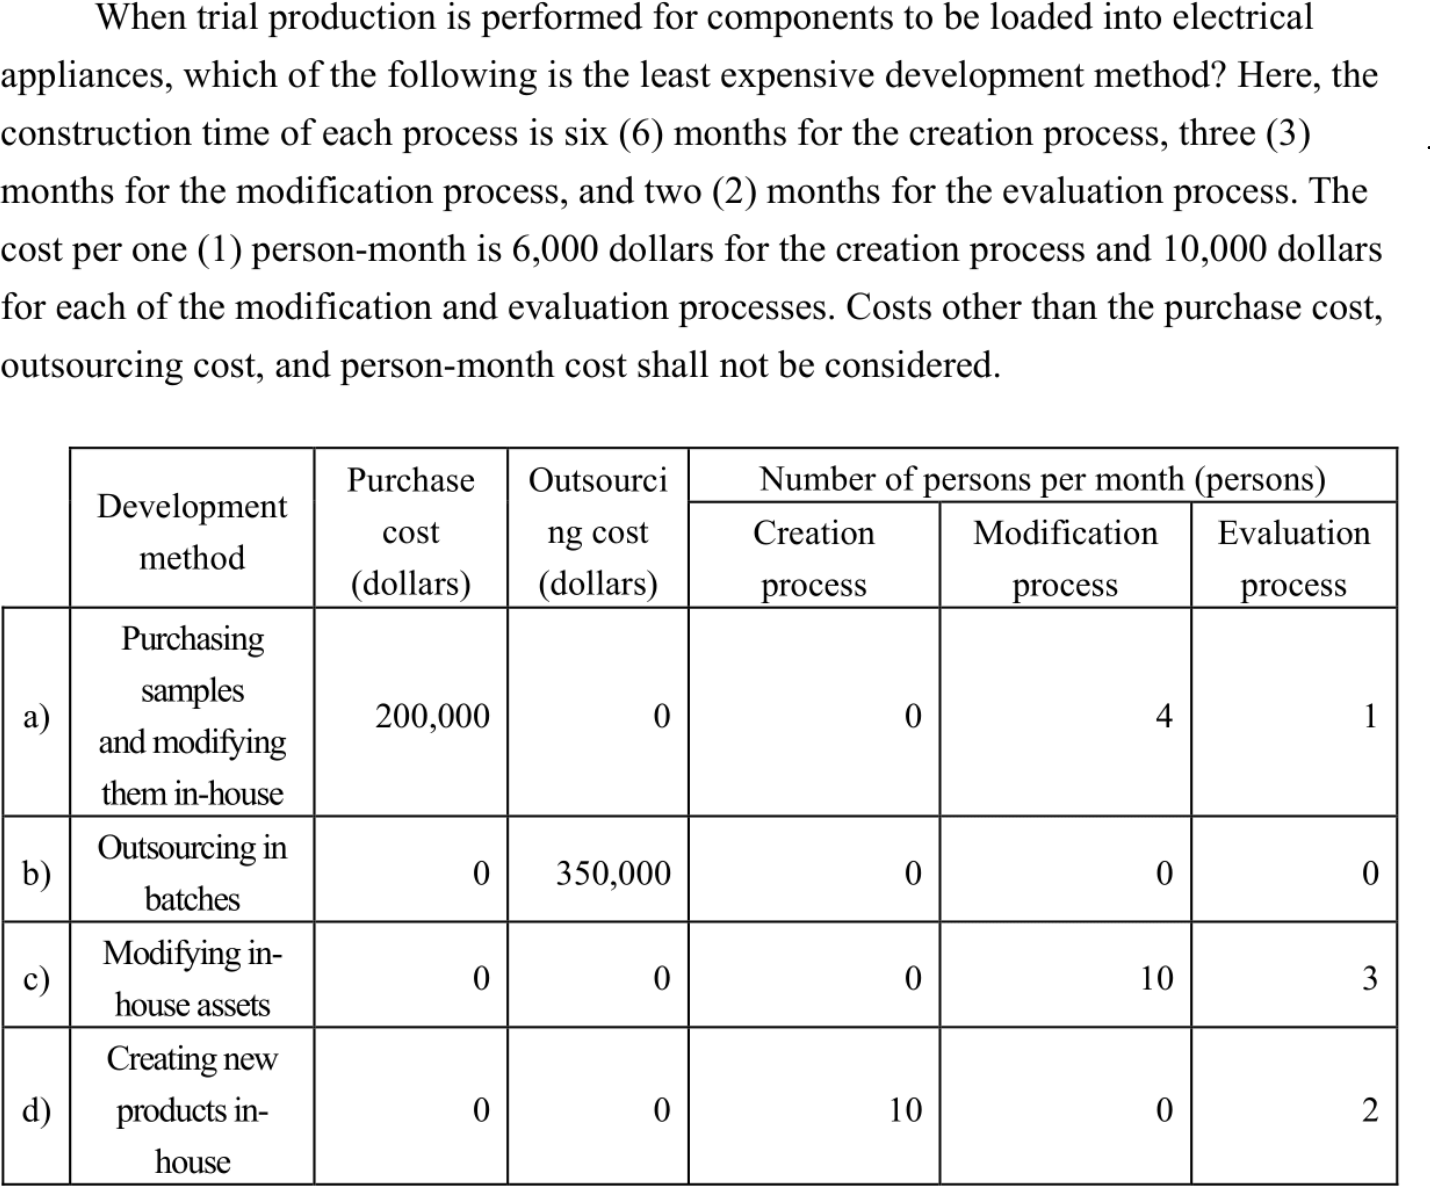 When trial production is performed for components to be loaded into electrical
appliances, which of the following is the least expensive development method? Here, the
construction time of each process is six (6) months for the creation process, three (3)
months for the modification process, and two (2) months for the evaluation process. The
cost per one (1) person-month is 6,000 dollars for the creation process and 10,000 dollars
for each of the modification and evaluation processes. Costs other than the purchase cost,
outsourcing cost, and person-month cost shall not be considered.
Development
method
Purchase
cost
(dollars)
Outsourci
ng cost
(dollars)
Number of persons per month (persons)
Creation
process
Modification
process
Evaluation
process
a)
Purchasing
samples
and modifying
them in-house
200,000
0
0
4
1
b)
Outsourcing in
batches
0
350,000
0
0
0
c)
Modifying in-
house assets
0
0
0
10
3
d)
Creating new
products in-
house
0
0
10
0
2